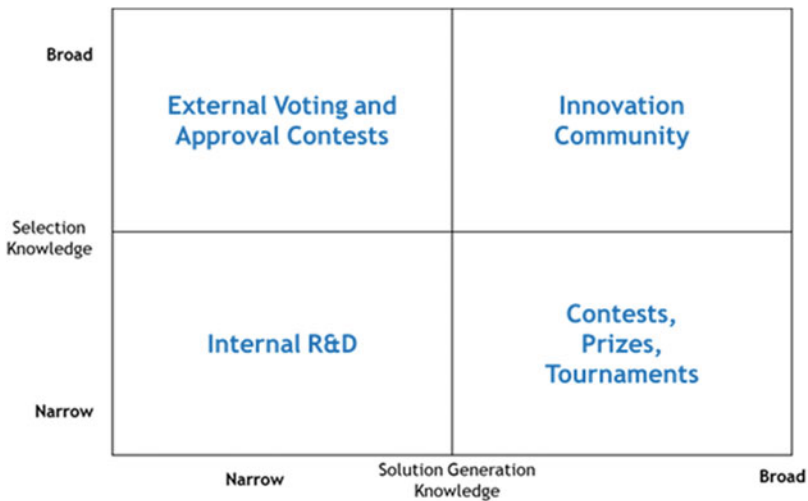 Broad
External Voting and
Approval Contests
Innovation
Community
Selection
Knowledge
Internal R&D
Contests,
Prizes,
Tournaments
Narrow
Narrow
Solution Generation
Knowledge
Broad